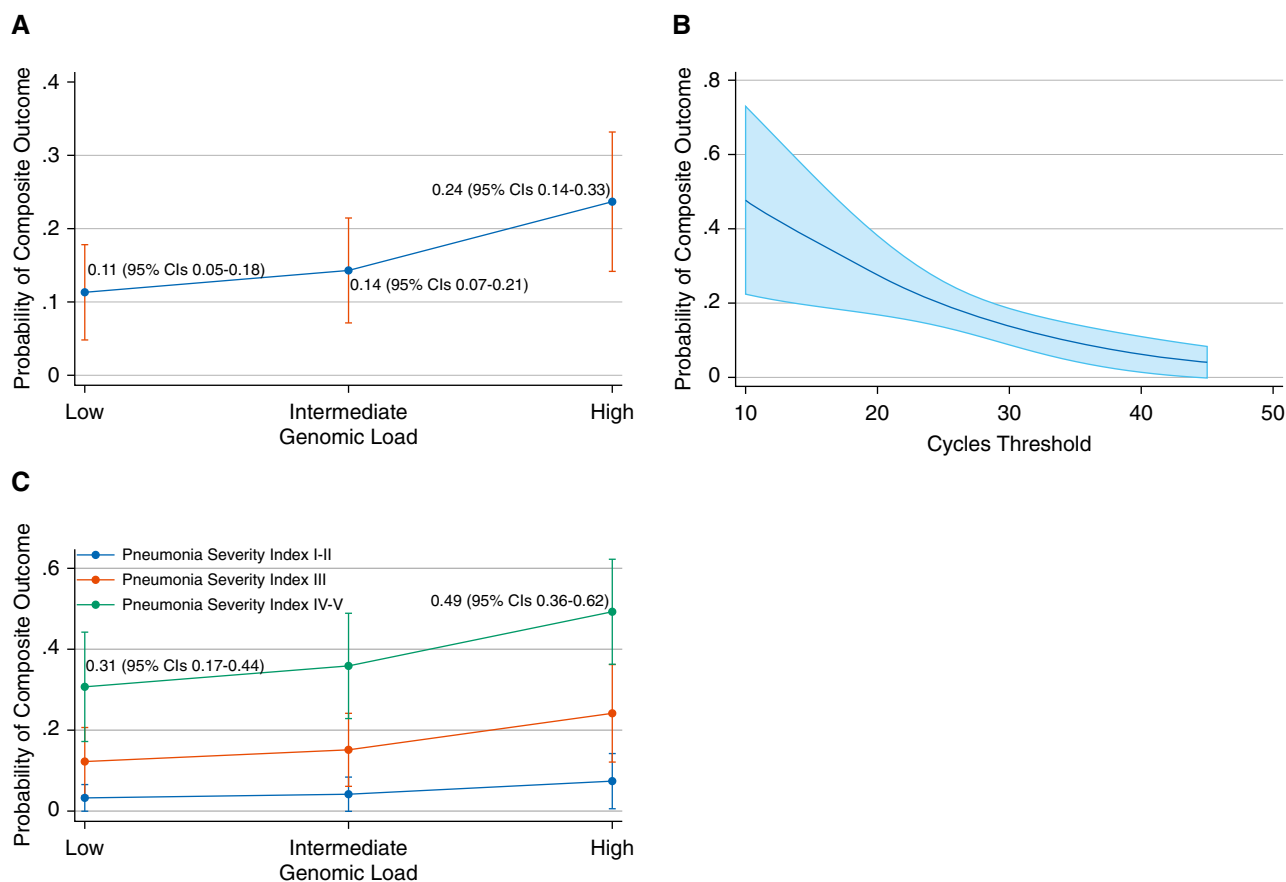 A
Probability of Composite Outcome
.4
.3
.2
.1
0
0.11 (95% CIs 0.05-0.18)
0.14 (95% CIs 0.07-0.21)
0.24 (95% CIs 0.14-0.33)
Low
Intermediate
High
Genomic Load
B
Probability of Composite Outcome
.8
.6
.4
.2
0
10
20
30
40
50
Cycles Threshold
C
Probability of Composite Outcome
.6
.4
.2
0
Pneumonia Severity Index I-II
Pneumonia Severity Index III
Pneumonia Severity Index IV-V
0.31 (95% CIs 0.17-0.44)
0.49 (95% CIs 0.36-0.62)
Low
Intermediate
High
Genomic Load